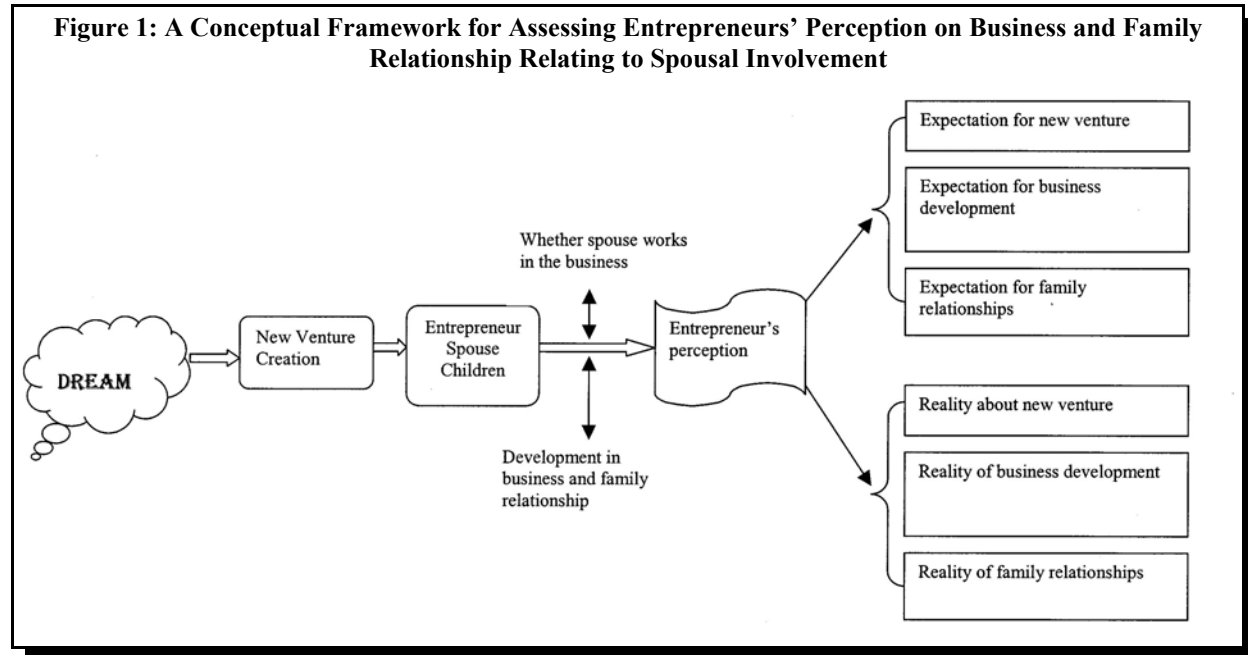 Figure 1: A Conceptual Framework for Assessing Entrepreneurs’ Perception on Business and Family
Relationship Relating to Spousal Involvement
DREAM
New Venture
Creation
Entrepreneur
Spouse
Children
Whether spouse works
in the business
Development in
business and family
relationship
Entrepreneur’s
perception
Expectation for new venture
Expectation for business
development
Expectation for family
relationships
Reality about new venture
Reality of business development
Reality of family relationships